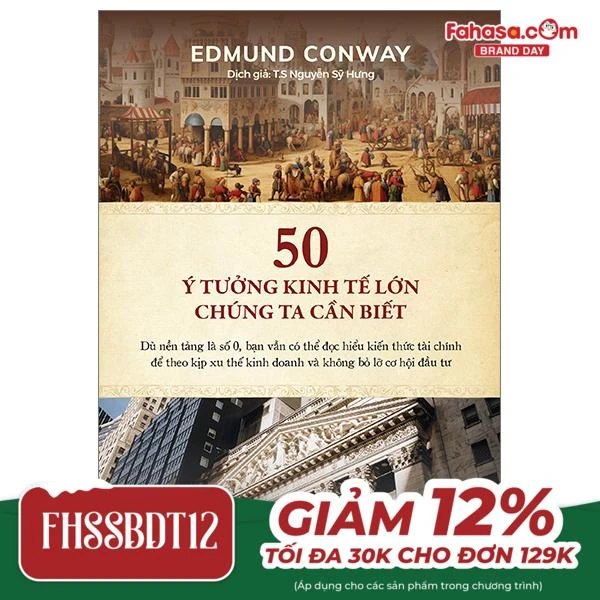 Fahasa.com
BRAND DAY
EDMUND CONWAY
Dịch giả: T.S Nguyễn Sỹ Hưng
50
Ý TƯỞNG KINH TẾ LỚN
CHÚNG TA CẦN BIẾT
Dù nền tảng là số 0, bạn vẫn có thể đọc hiểu kiến thức tài chính
để theo kịp xu thế kinh doanh và không bỏ lỡ cơ hội đầu tư
FHSSBDT12
GIẢM 12%
TỐI ĐA 30K CHO ĐƠN 129K
(Áp dụng cho các sản phẩm trong chương trình)